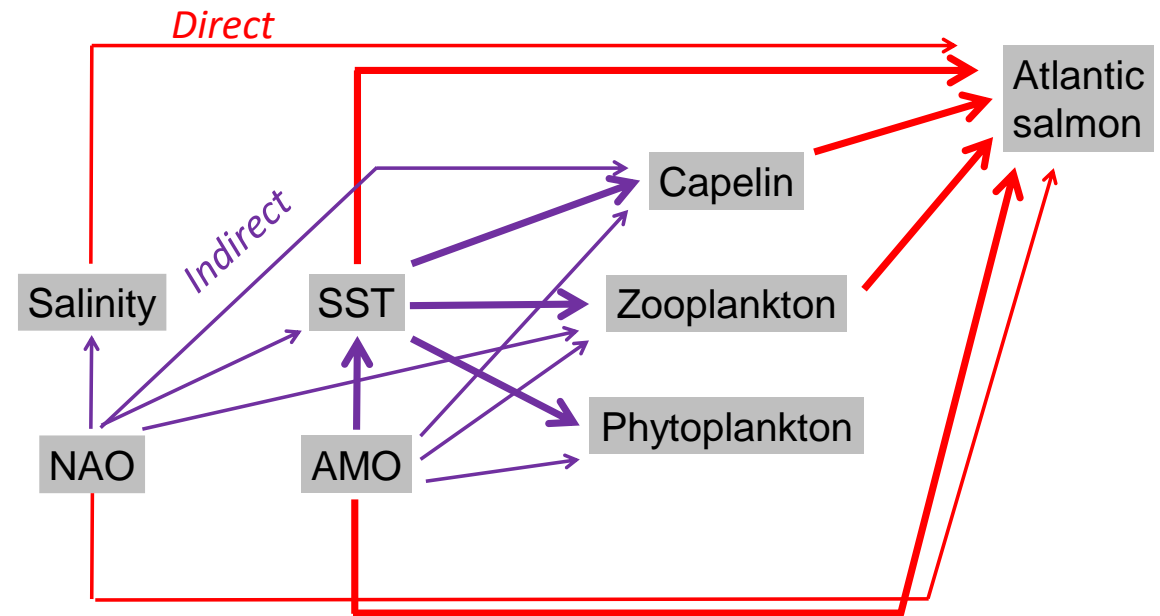 Direct
Atlantic
salmon
Capelin
Indirect
Salinity
SST
Zooplankton
Phytoplankton
NAO
AMO